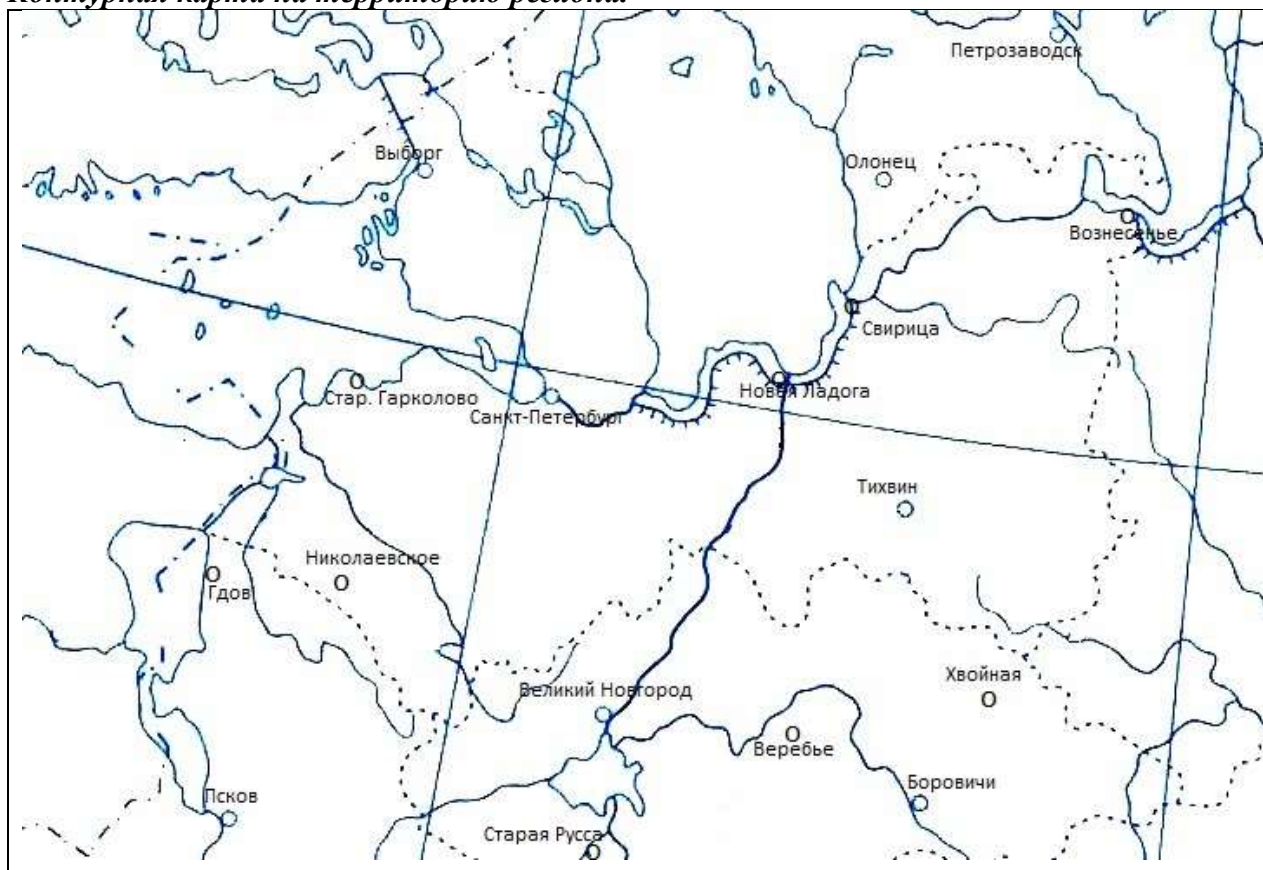 Контурная карта на территорию региона.
Петрозаводск
Выборг
Олонец
Вознесенье
Свирица
Новая Ладога
Стар. Гарколово
Санкт-Петербург
Тихвин
Николаевское
Гдов
Хвойная
Великий Новгород
Веребье
Боровичи
Псков
Старая Русса